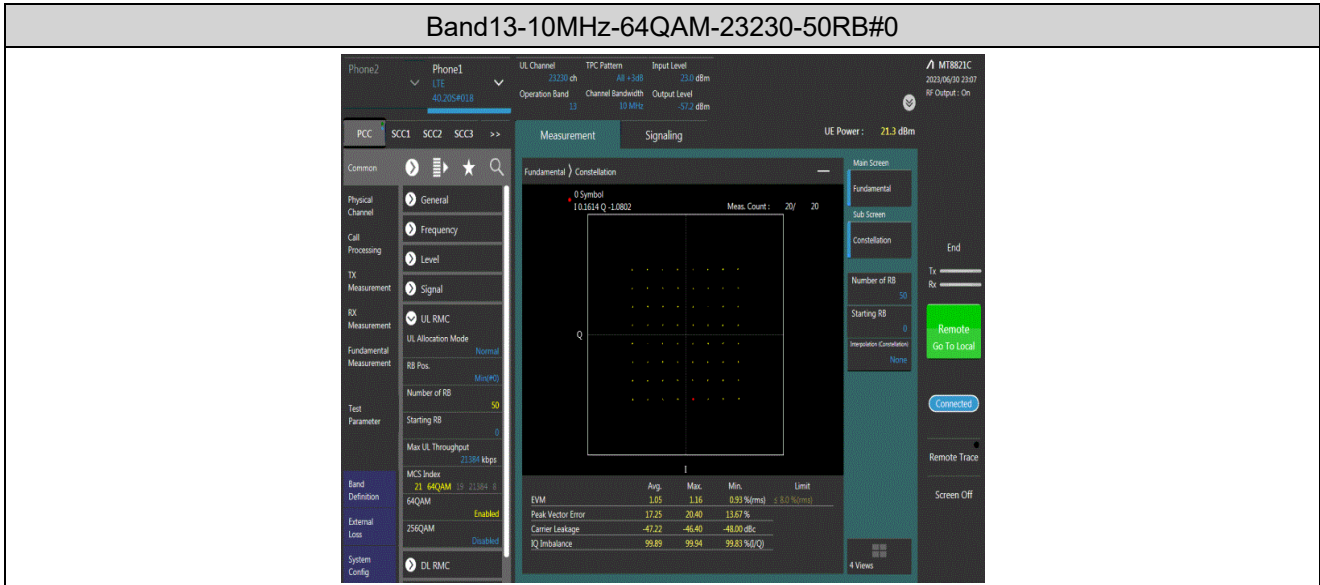 Band13-10MHz-64QAM-23230-50RB#0
Phone2
Phone1
LTE
40.20S#018
UL Channel TPC Pattern Input Level
23230 ch All +3dB 23.0 dBm
Operation Band Channel Bandwidth Output Level
13 10 MHz -57.2 dBm
MT8821C
2023/06/30 23:07
RF Output : On
PCC SCC1 SCC2 SCC3 >>
Measurement Signaling
UE Power : 21.3 dBm
Common
Physical Channel
Call Processing
TX Measurement
RX Measurement
Fundamental Measurement
Test Parameter
Band Definition
External Loss
System Config
General
Frequency
Level
Signal
UL RMC
UL Allocation Mode
Normal
RB Pos.
Min(#0)
Number of RB
50
Starting RB
0
Max UL Throughput
21384 kbps
MCS Index
21 64QAM 19 21384 8
64QAM
Enabled
256QAM
Disabled
DL RMC
Fundamental 〉 Constellation
0 Symbol
I 0.1614 Q -1.0802
Meas. Count : 20/ 20
Q
I
Avg. Max. Min. Limit
EVM 1.05 1.16 0.93 %(rms) ≤ 8.0 %(rms)
Peak Vector Error 17.25 20.40 13.67 %
Carrier Leakage -47.22 -46.40 -48.00 dBc
IQ Imbalance 99.89 99.94 99.83 %(I/Q)
Main Screen
Fundamental
Sub Screen
Constellation
Number of RB
50
Starting RB
0
Interpolation (Constellation)
None
4 Views
End
Tx
Rx
Remote
Go To Local
Connected
Remote Trace
Screen Off